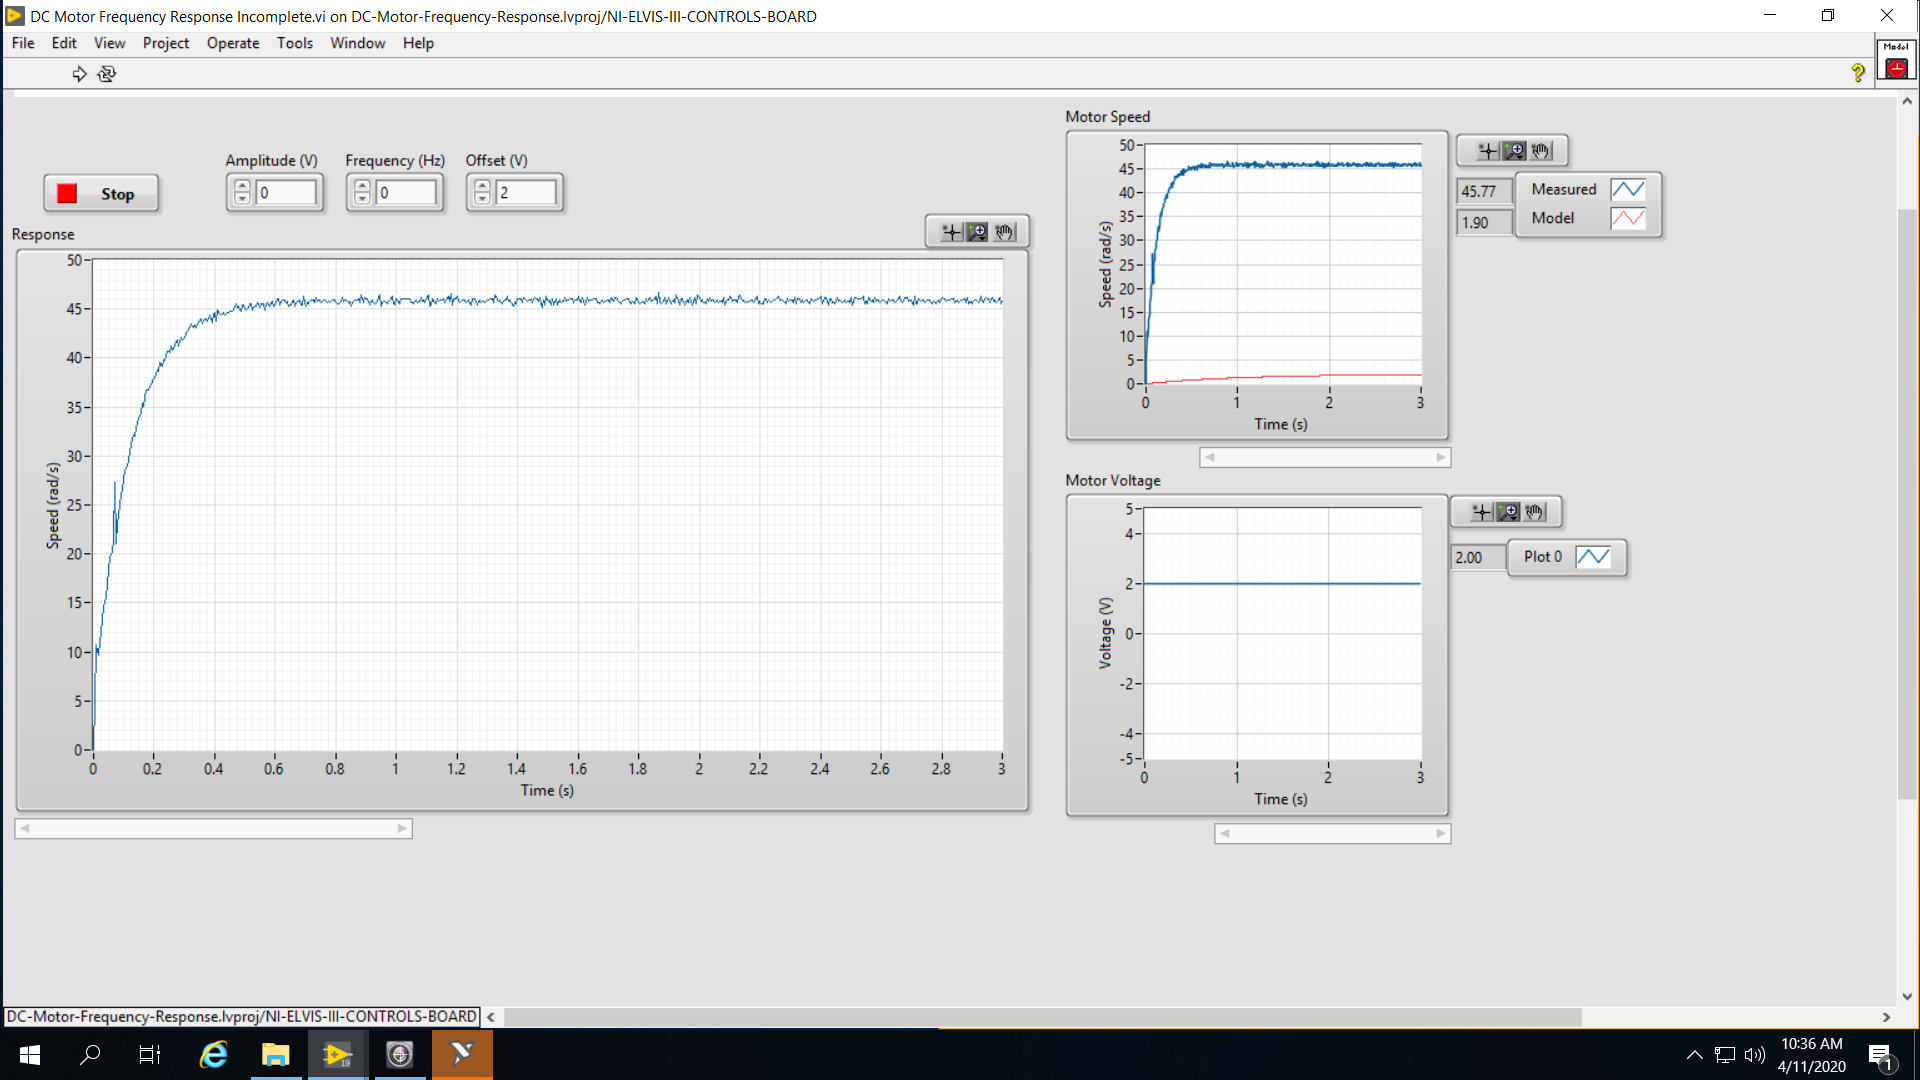 DC Motor Frequency Response Incomplete.vi on DC-Motor-Frequency-Response.lvproj/NI-ELVIS-III-CONTROLS-BOARD
File Edit View Project Operate Tools Window Help
Model
Stop
Amplitude (V) Frequency (Hz) Offset (V)
0 0 2
Response
50
45
40
35
30
25
20
15
10
5
0
Speed (rad/s)
0 0.2 0.4 0.6 0.8 1 1.2 1.4 1.6 1.8 2 2.2 2.4 2.6 2.8 3
Time (s)
Motor Speed
50
45
40
35
30
25
20
15
10
5
0
Speed (rad/s)
0 1 2 3
Time (s)
45.77 Measured
1.90 Model
Motor Voltage
5
4
2
0
-2
-4
-5
Voltage (V)
0 1 2 3
Time (s)
2.00 Plot 0
DC-Motor-Frequency-Response.lvproj/NI-ELVIS-III-CONTROLS-BOARD
19
10:36 AM
4/11/2020
1